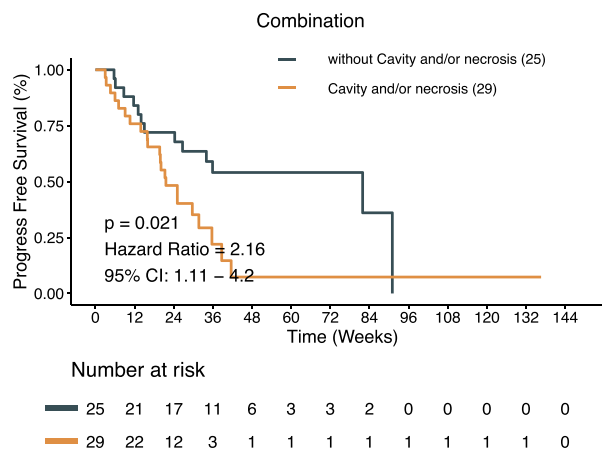 Combination
without Cavity and/or necrosis (25)
Cavity and/or necrosis (29)
Progress Free Survival (%)
1.00
0.75
0.50
0.25
0.00
p = 0.021
Hazard Ratio = 2.16
95% CI: 1.11 − 4.2
0 12 24 36 48 60 72 84 96 108 120 132 144
Time (Weeks)
Number at risk
25 21 17 11 6 3 3 2 0 0 0 0 0
29 22 12 3 1 1 1 1 1 1 1 1 0